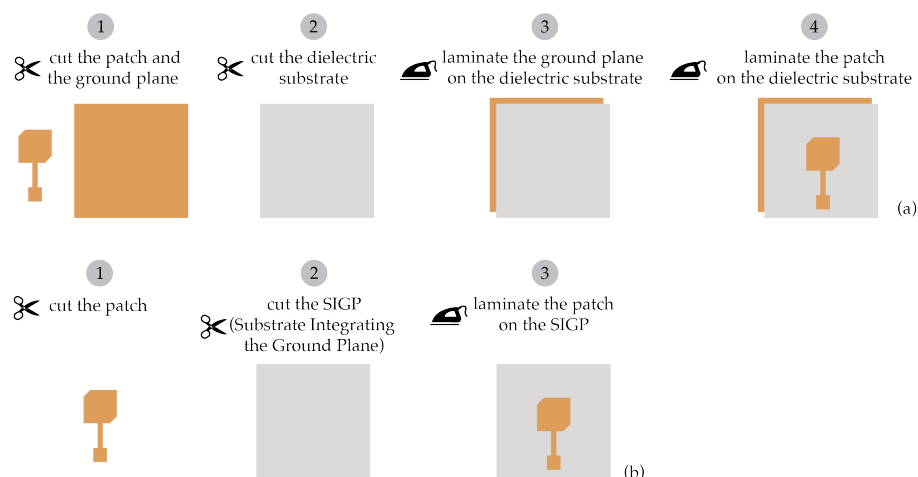 1
cut the patch and
the ground plane
2
cut the dielectric
substrate
3
laminate the ground plane
on the dielectric substrate
4
laminate the patch
on the dielectric substrate
(a)
1
cut the patch
2
cut the SIGP
(Substrate Integrating
the Ground Plane)
3
laminate the patch
on the SIGP
(b)